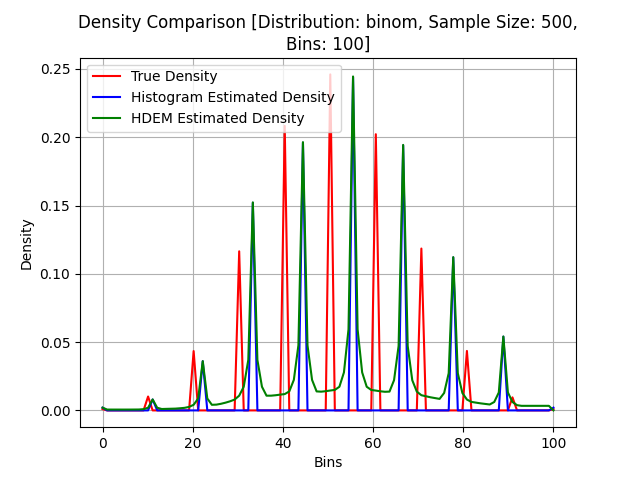 Density Comparison [Distribution: binom, Sample Size: 500,
Bins: 100]
True Density
Histogram Estimated Density
HDEM Estimated Density
Density
0.25
0.20
0.15
0.10
0.05
0.00
0 20 40 60 80 100
Bins